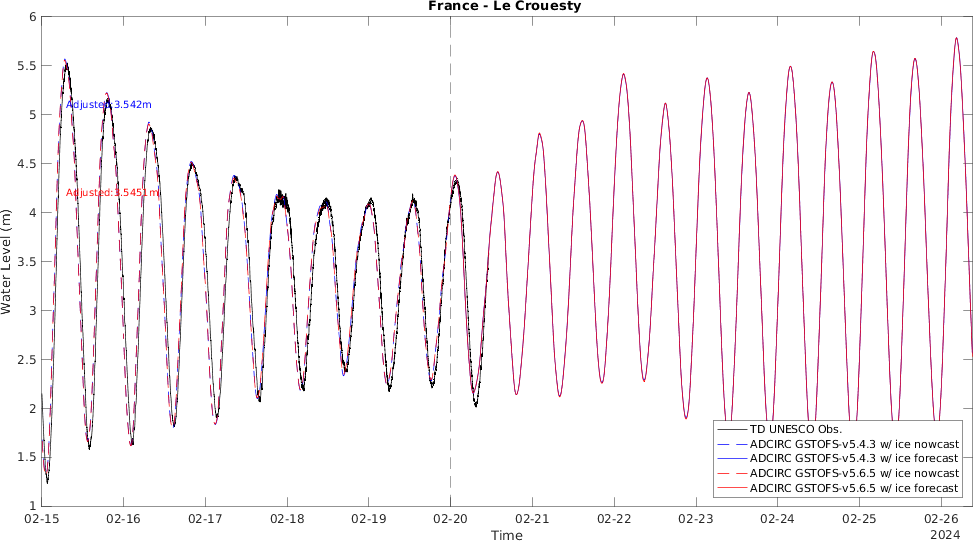 France - Le Crouesty
6
5.5
5
4.5
4
3.5
3
2.5
2
1.5
1
Water Level (m)
Adjusted:3.542m
Adjusted:3.5451m
TD UNESCO Obs.
ADCIRC GSTOFS-v5.4.3 w/ ice nowcast
ADCIRC GSTOFS-v5.4.3 w/ ice forecast
ADCIRC GSTOFS-v5.6.5 w/ ice nowcast
ADCIRC GSTOFS-v5.6.5 w/ ice forecast
02-15 02-16 02-17 02-18 02-19 02-20 02-21 02-22 02-23 02-24 02-25 02-26
Time
2024